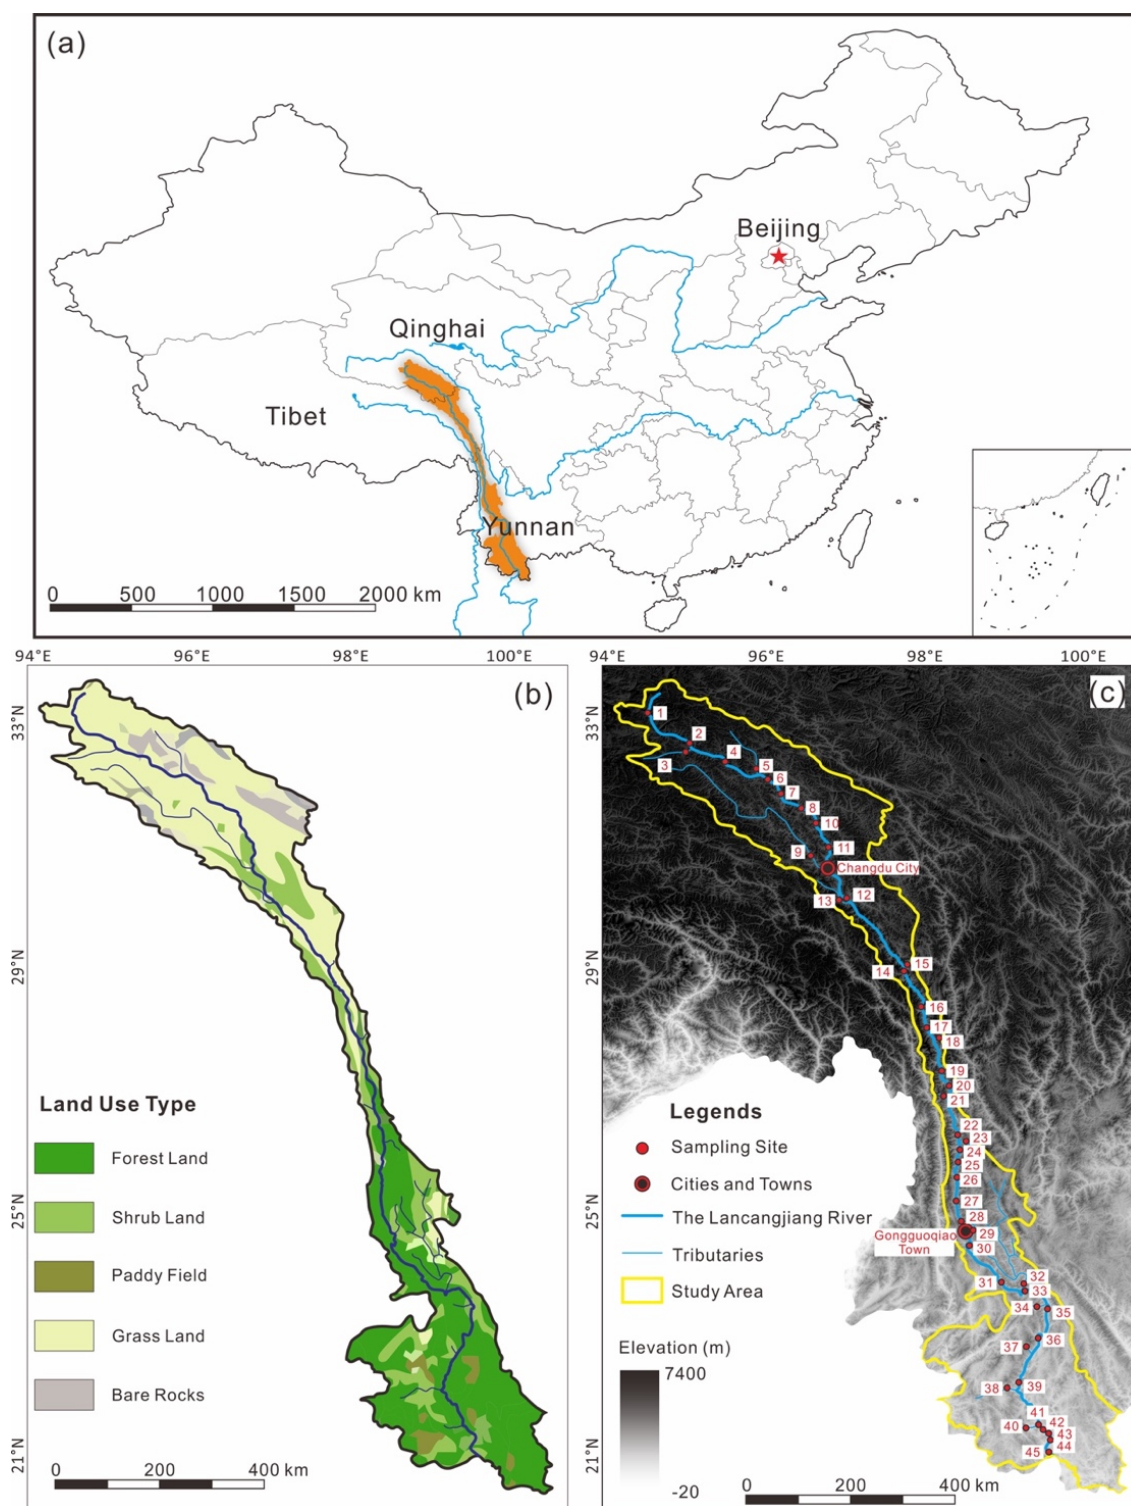 (a)
Beijing
Qinghai
Tibet
Yunnan
0 500 1000 1500 2000 km
94°E 96°E 98°E 100°E
94°E 96°E 98°E 100°E
(b)
33°N
29°N
25°N
21°N
Land Use Type
Forest Land
Shrub Land
Paddy Field
Grass Land
Bare Rocks
0 200 400 km
(c)
33°N
29°N
25°N
21°N
1
2
3
4
5
6
7
8
10
9
11
Changdu City
13
12
14
15
16
17
18
19
20
21
22
23
24
25
26
27
28
29
Gongguoqiao
Town
30
31
32
33
34
35
36
37
38
39
40
41
42
43
44
45
Legends
Sampling Site
Cities and Towns
The Lancangjiang River
Tributaries
Study Area
Elevation (m)
7400
-20
0 200 400 km